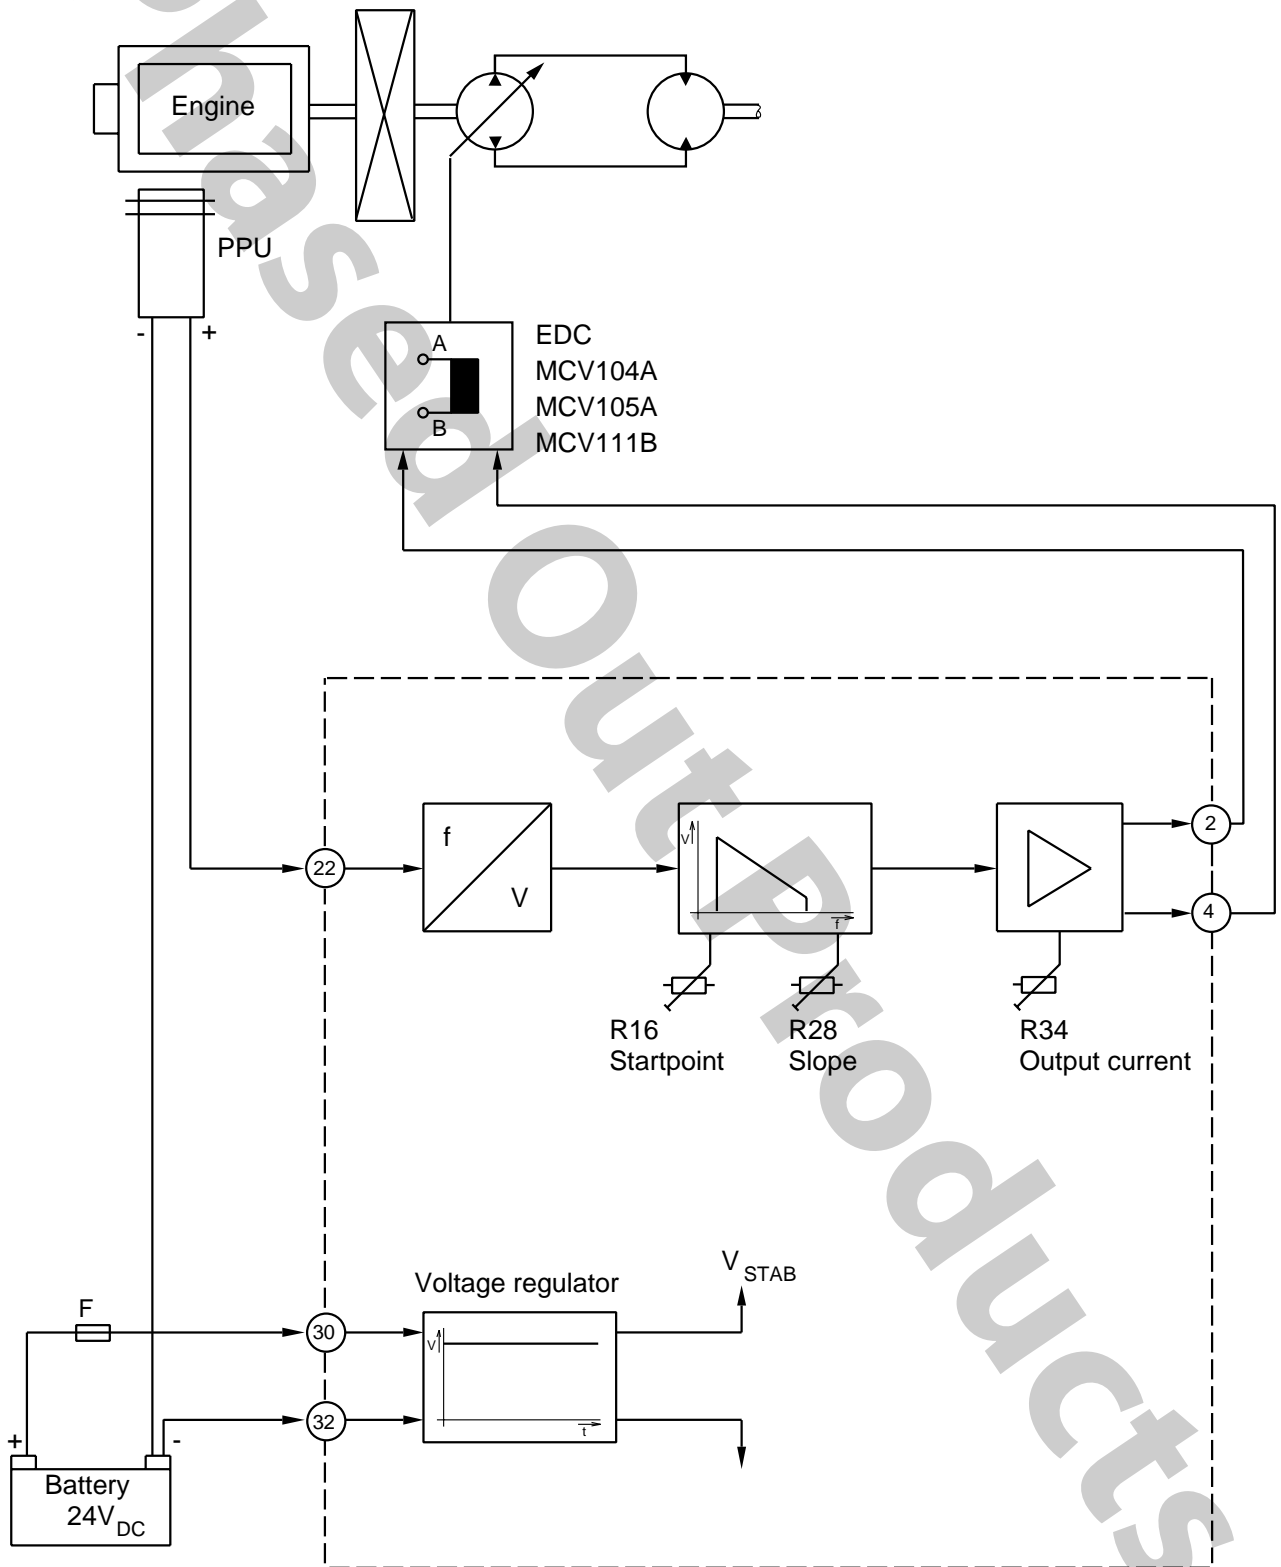 Engine
PPU
- +
A
B
EDC
MCV104A
MCV105A
MCV111B
f
V
V
f
22
2
4
R16
Startpoint
R28
Slope
R34
Output current
Voltage regulator
V STAB
F
30
V
t
32
+ -
Battery
24V DC
Phased Out Products